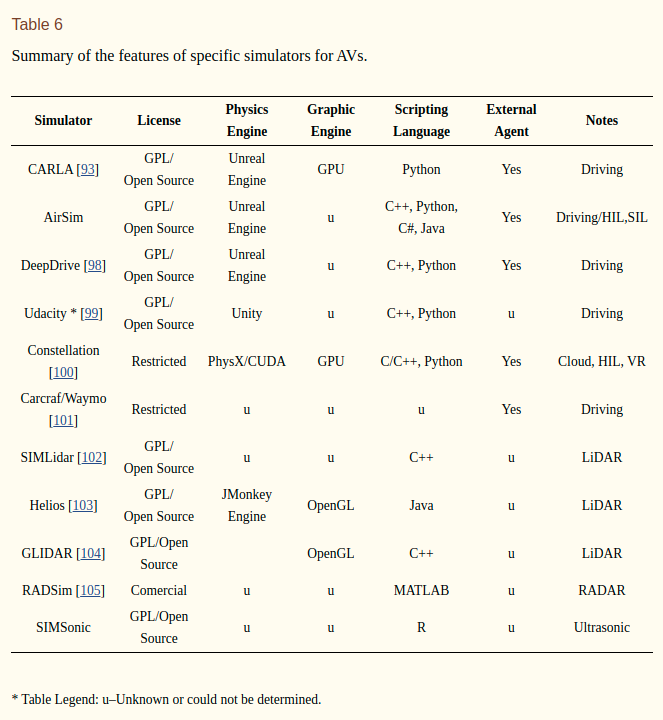 Table 6
Summary of the features of specific simulators for AVs.
Simulator License Physics Engine Graphic Engine Scripting Language External Agent Notes
CARLA [93] GPL/ Open Source Unreal Engine GPU Python Yes Driving
AirSim GPL/ Open Source Unreal Engine u C++, Python, C#, Java Yes Driving/HIL,SIL
DeepDrive [98] GPL/ Open Source Unreal Engine u C++, Python Yes Driving
Udacity * [99] GPL/ Open Source Unity u C++, Python u Driving
Constellation [100] Restricted PhysX/CUDA GPU C/C++, Python Yes Cloud, HIL, VR
Carcraf/Waymo [101] Restricted u u u Yes Driving
SIMLidar [102] GPL/ Open Source u u C++ u LiDAR
Helios [103] GPL/ Open Source JMonkey Engine OpenGL Java u LiDAR
GLIDAR [104] GPL/Open Source OpenGL C++ u LiDAR
RADSim [105] Comercial u u MATLAB u RADAR
SIMSonic GPL/Open Source u u R u Ultrasonic
* Table Legend: u–Unknown or could not be determined.